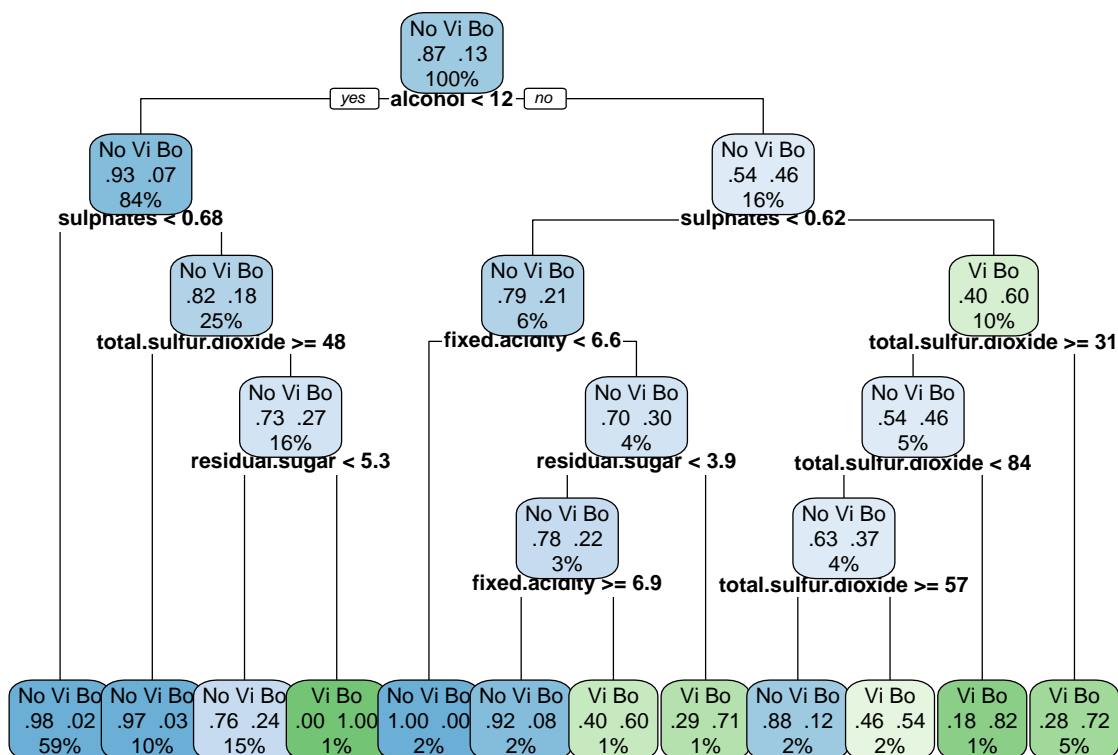 No Vi Bo
.87 .13
100%
yes alcohol < 12 no
No Vi Bo
.93 .07
84%
sulphates < 0.68
No Vi Bo
.54 .46
16%
sulphates < 0.62
No Vi Bo
.82 .18
25%
total.sulfur.dioxide >= 48
No Vi Bo
.79 .21
6%
fixed.acidity < 6.6
Vi Bo
.40 .60
10%
total.sulfur.dioxide >= 31
No Vi Bo
.73 .27
16%
residual.sugar < 5.3
No Vi Bo
.70 .30
4%
residual.sugar < 3.9
No Vi Bo
.54 .46
5%
total.sulfur.dioxide < 84
No Vi Bo
.78 .22
3%
fixed.acidity >= 6.9
No Vi Bo
.63 .37
4%
total.sulfur.dioxide >= 57
No Vi Bo
.98 .02
59%
No Vi Bo
.97 .03
10%
No Vi Bo
.76 .24
15%
Vi Bo
.00 1.00
1%
No Vi Bo
1.00 .00
2%
No Vi Bo
.92 .08
2%
Vi Bo
.40 .60
1%
Vi Bo
.29 .71
1%
No Vi Bo
.88 .12
2%
Vi Bo
.46 .54
2%
Vi Bo
.18 .82
1%
Vi Bo
.28 .72
5%